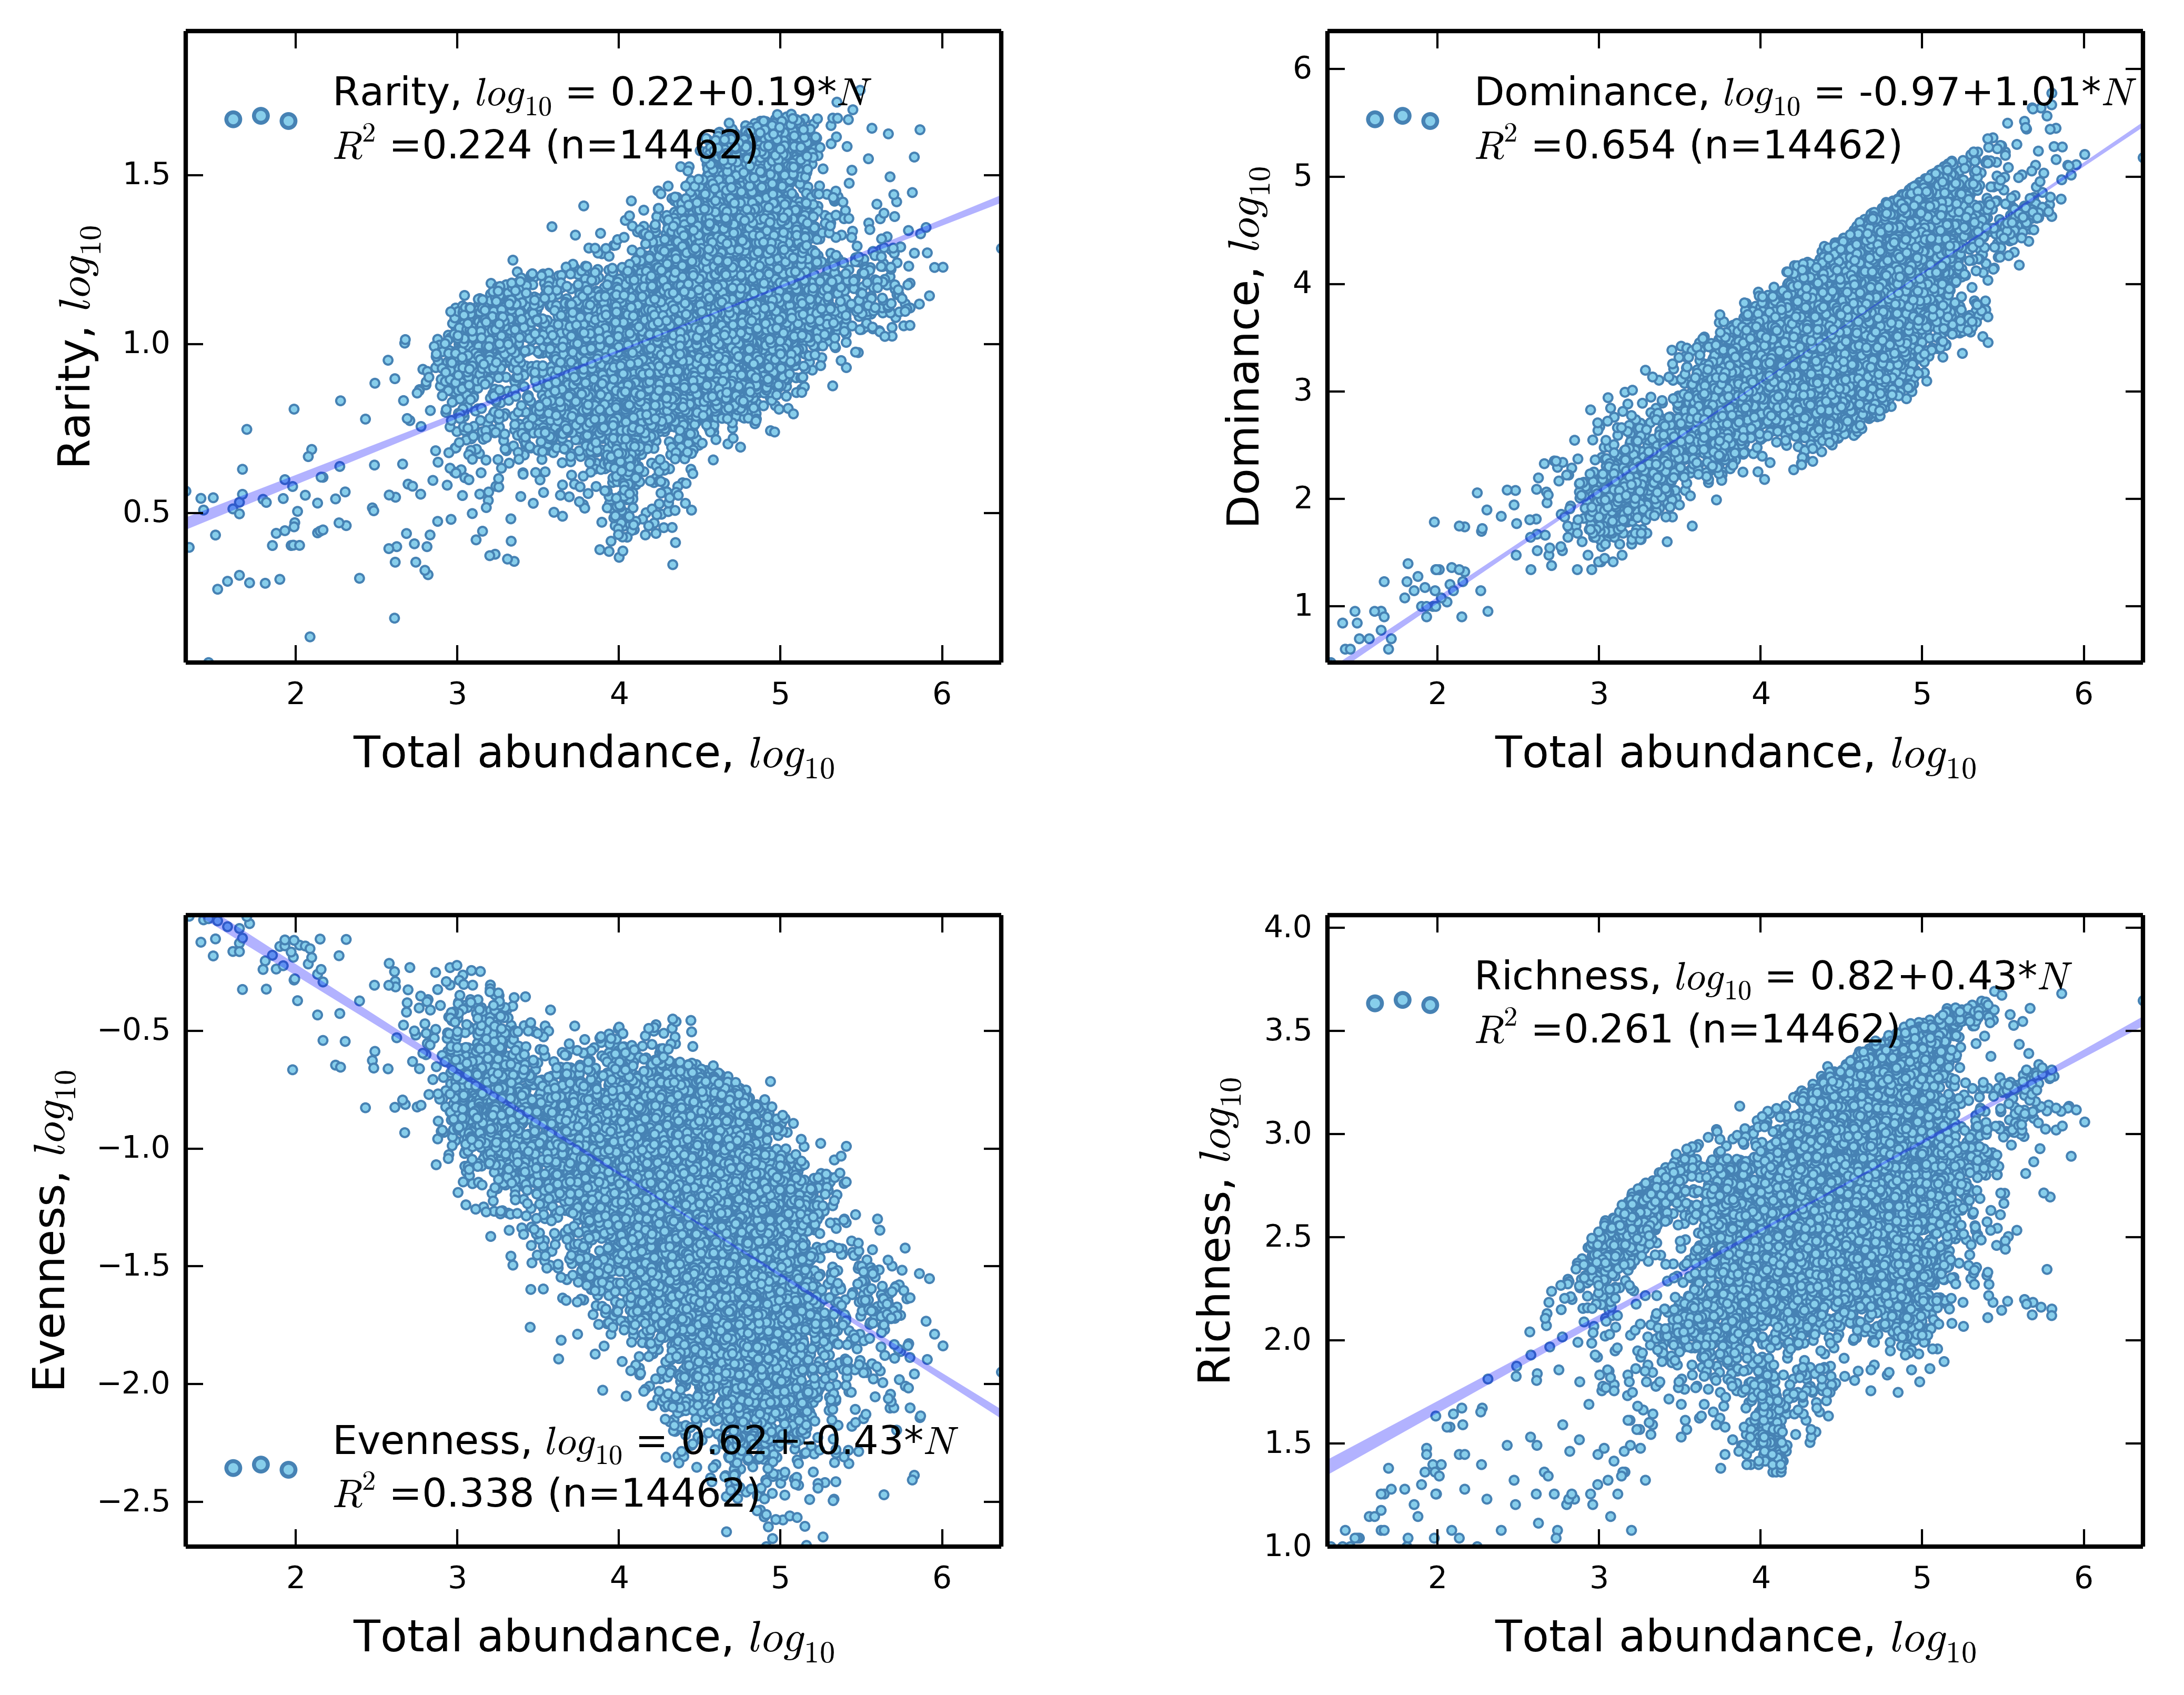 Rarity, log10 = 0.22+0.19*N
R2 =0.224 (n=14462)
1.5
1.0
0.5
Rarity, log10
2 3 4 5 6
Total abundance, log10
Dominance, log10 = -0.97+1.01*N
R2 =0.654 (n=14462)
6
5
4
3
2
1
Dominance, log10
2 3 4 5 6
Total abundance, log10
Evenness, log10 = 0.62+-0.43*N
R2 =0.338 (n=14462)
−0.5
−1.0
−1.5
−2.0
−2.5
Evenness, log10
2 3 4 5 6
Total abundance, log10
Richness, log10 = 0.82+0.43*N
R2 =0.261 (n=14462)
4.0
3.5
3.0
2.5
2.0
1.5
1.0
Richness, log10
2 3 4 5 6
Total abundance, log10